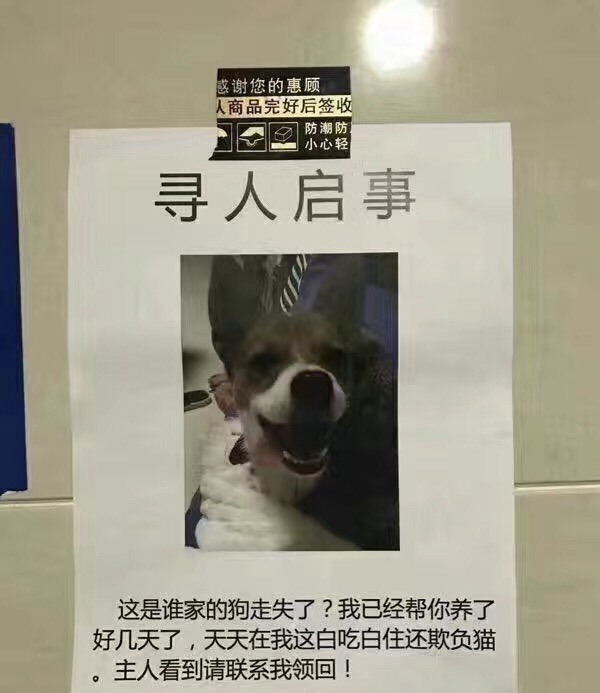 感谢您的惠顾
人商品完好后签收
防潮防
小心轻
寻人启事
这是谁家的狗走失了？我已经帮你养了
好几天了，天天在我这白吃白住还欺负猫
。主人看到请联系我领回！